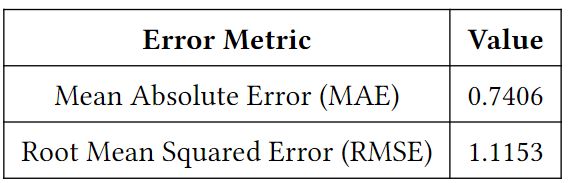 Error Metric Value
Mean Absolute Error (MAE) 0.7406
Root Mean Squared Error (RMSE) 1.1153